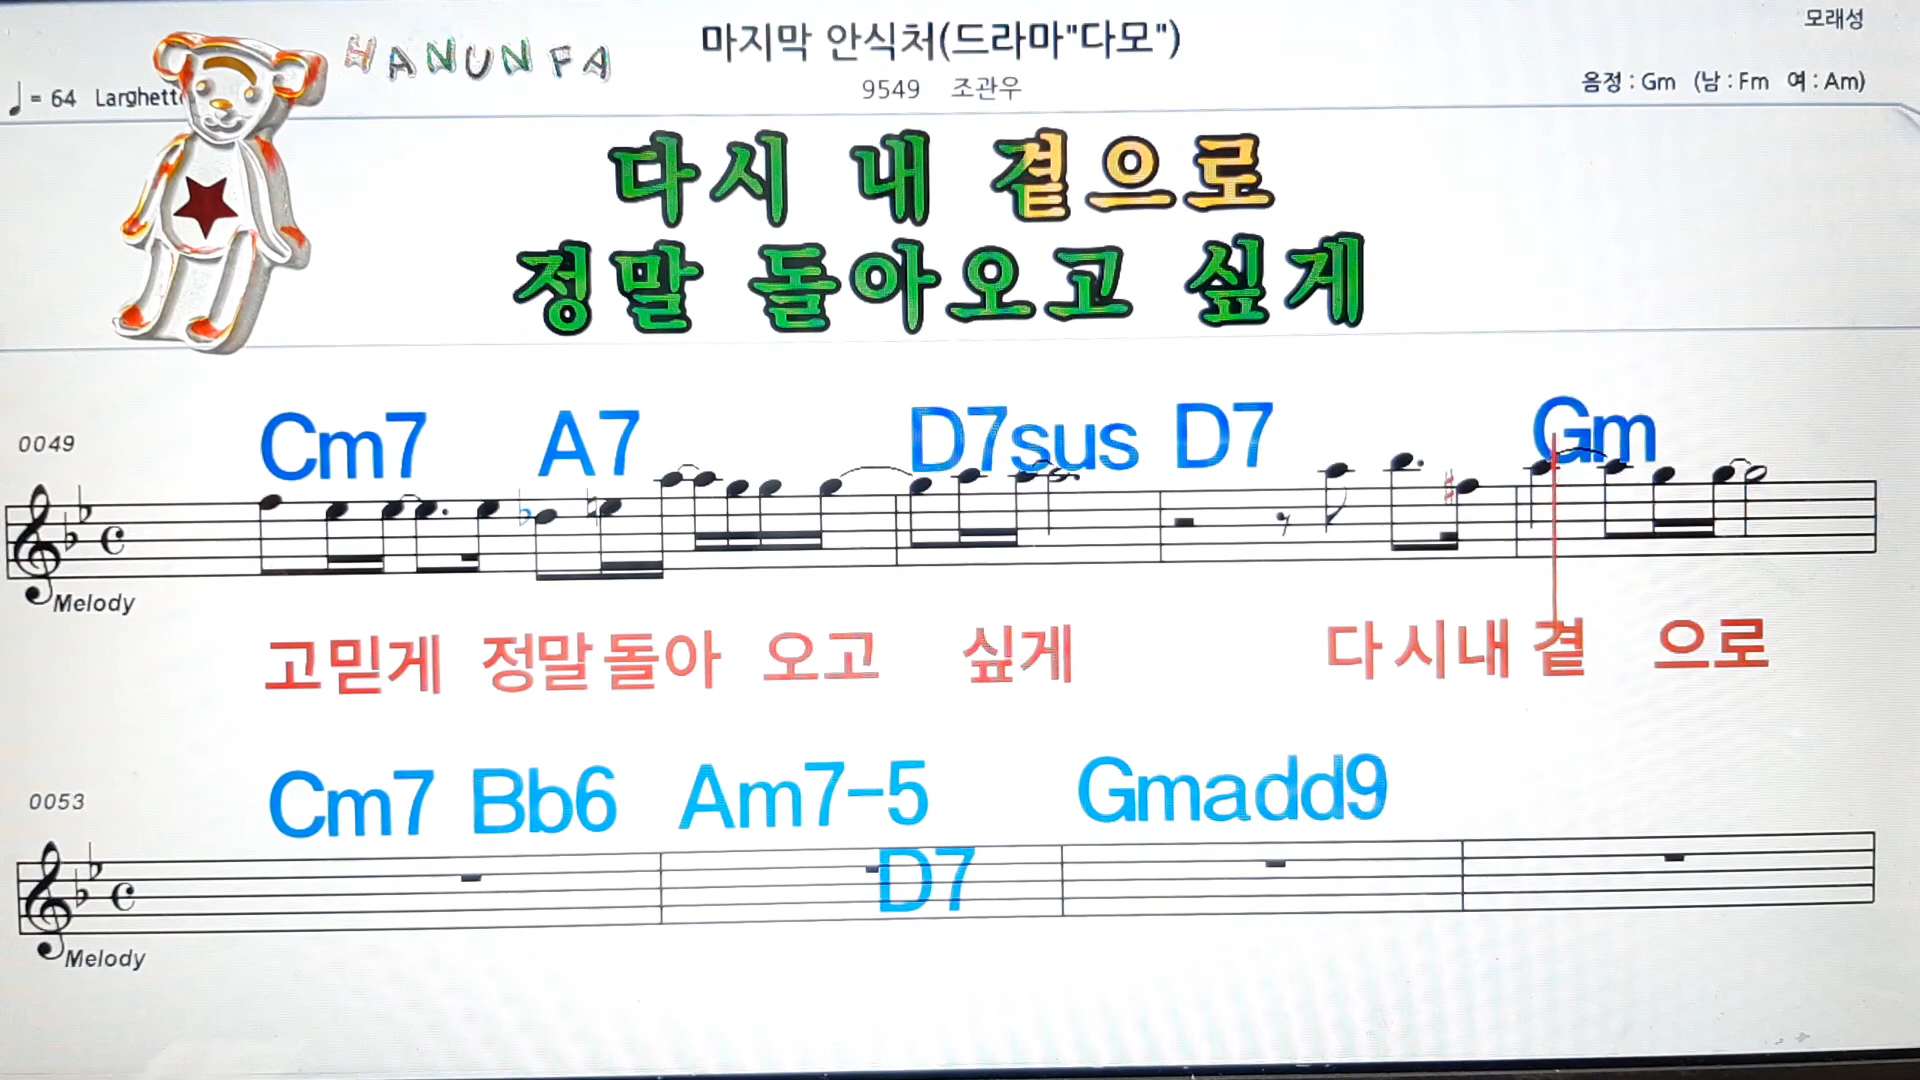 HANUNFA
마지막 안식처(드라마"다모")
모래성
♩= 64 Larghetto
9549 조관우
음정 : Gm (남 : Fm 여 : Am)
다시 내 곁으로
정말 돌아오고 싶게
0049
Cm7 A7 D7sus D7 Gm
Melody
고믿게 정말돌아 오고 싶게 다시내 곁 으로
0053
Cm7 Bb6 Am7-5 Gmadd9
D7
Melody